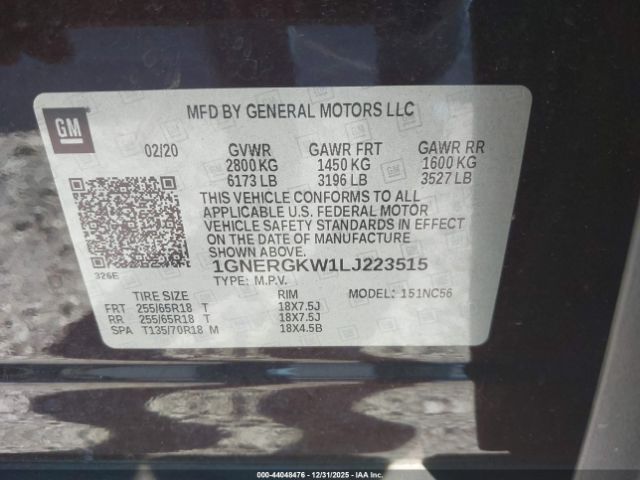 GM
MFD BY GENERAL MOTORS LLC
02/20 GVWR GAWR FRT GAWR RR
2800 KG 1450 KG 1600 KG
6173 LB 3196 LB 3527 LB
THIS VEHICLE CONFORMS TO ALL
APPLICABLE U.S. FEDERAL MOTOR
VEHICLE SAFETY STANDARDS IN EFFECT
ON THE DATE OF MANUFACTURE
SHOWN ABOVE.
326E
1GNERGKW1LJ223515
TYPE: M.P.V.
TIRE SIZE RIM MODEL: 151NC56
FRT 255/65R18 T 18X7.5J
RR 255/65R18 T 18X7.5J
SPA T135/70R18 M 18X4.5B
0-44048476 - 12/31/2025 - IAA Inc.